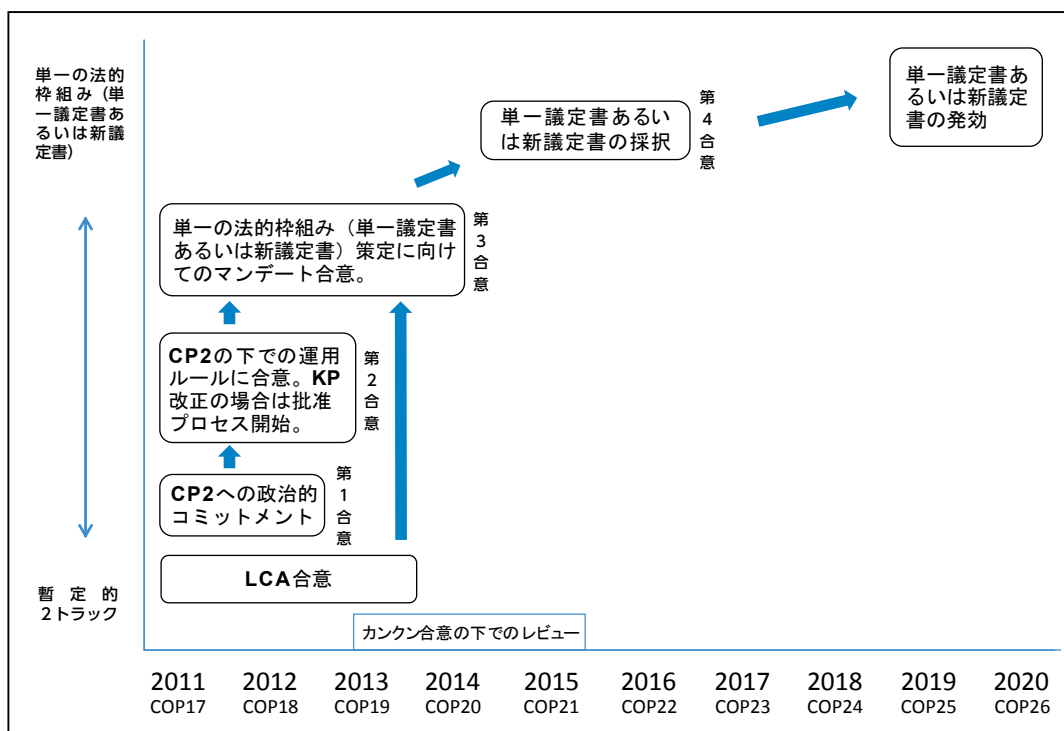 単一の法的
枠組み（単
一議定書あ
るいは新議
定書）
暫定的
２トラック
単一議定書あ
るいは新議定
書の発効
単一議定書あるい
は新議定書の採択
第４合意
単一の法的枠組み（単一議定書
あるいは新議定書）策定に向け
てのマンデート合意。
第３合意
CP2の下での運用
ルールに合意。KP
改正の場合は批准
プロセス開始。
第２合意
CP2への政治的
コミットメント
第１合意
LCA合意
カンクン合意の下でのレビュー
2011 2012 2013 2014 2015 2016 2017 2018 2019 2020
COP17 COP18 COP19 COP20 COP21 COP22 COP23 COP24 COP25 COP26